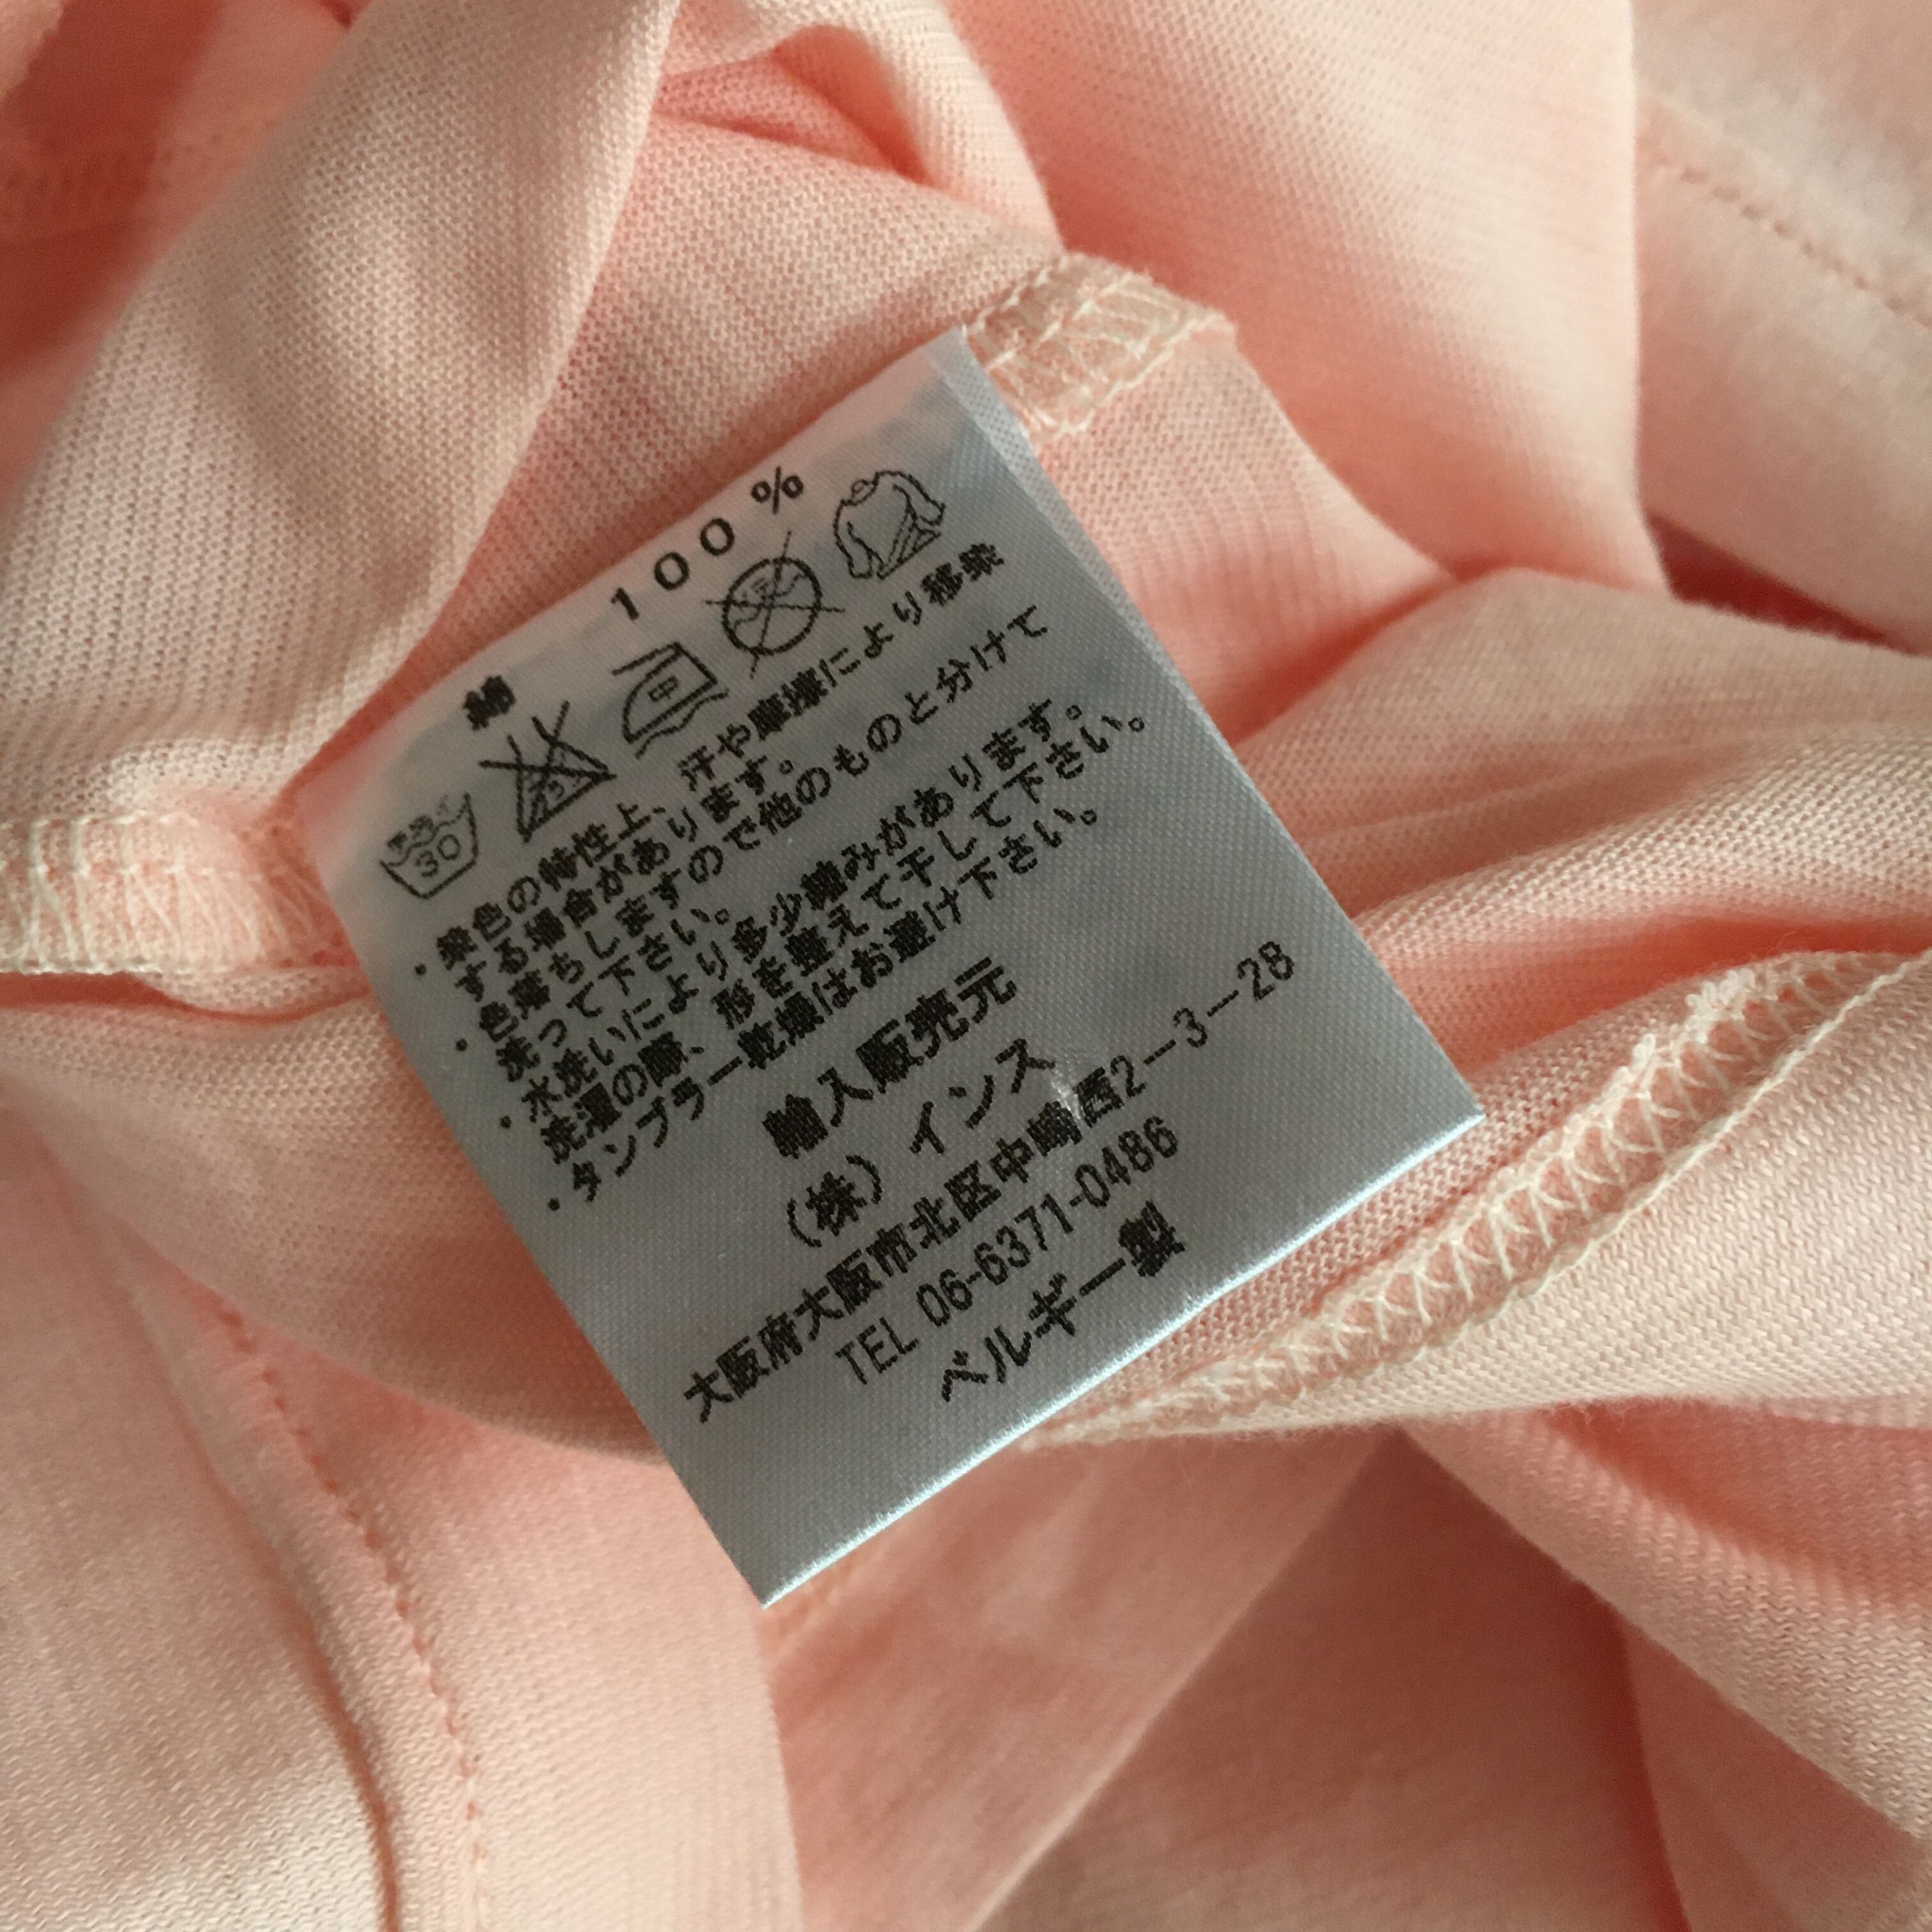 綿 100%
30 中
・染色の特性上、汗や摩擦により移染
する場合があります。
・色落ちしますので他のものと分けて
洗って下さい。
・水洗いにより多少縮みがあります。
洗濯の際、形を整えて干して下さい。
・タンブラー乾燥はお避け下さい。
輸入販売元
(株) インス
大阪府大阪市北区中崎西2-3-28
TEL 06-6371-0486
ベルギー製